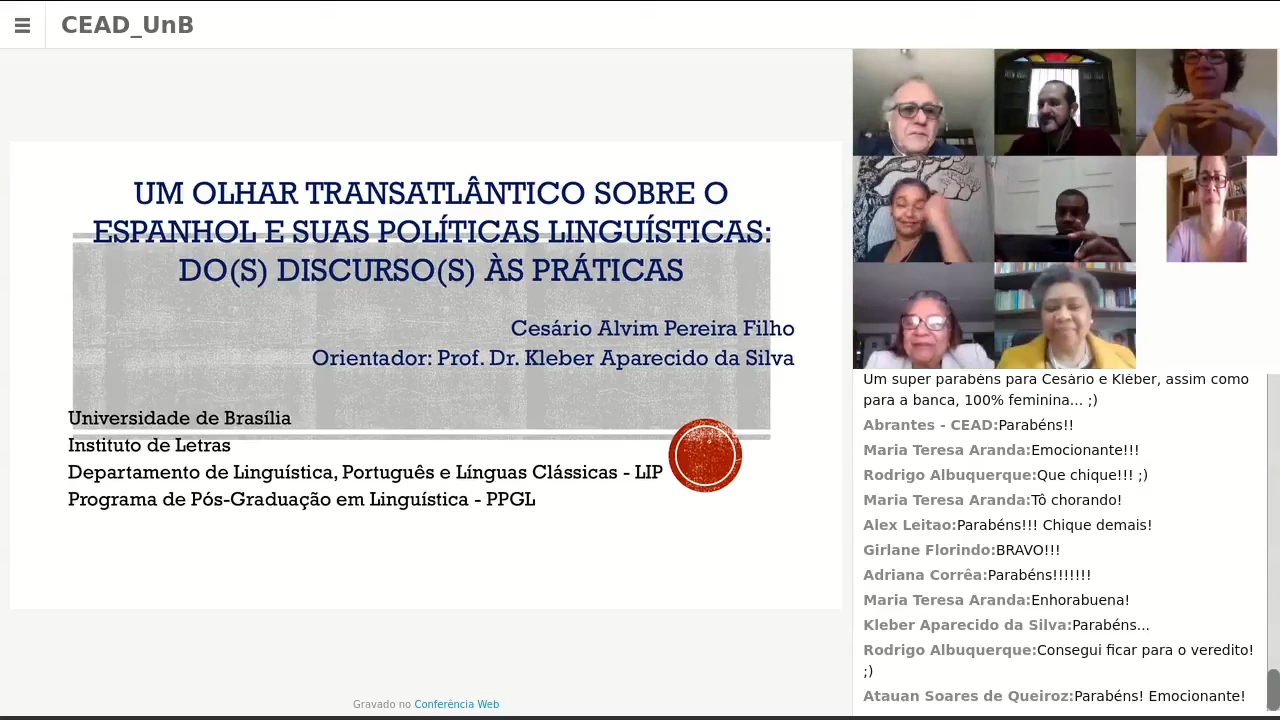 CEAD_UnB
UM OLHAR TRANSATLÂNTICO SOBRE O
ESPANHOL E SUAS POLÍTICAS LINGUÍSTICAS:
DO(S) DISCURSO(S) ÀS PRÁTICAS
Cesário Alvim Pereira Filho
Orientador: Prof. Dr. Kleber Aparecido da Silva
Universidade de Brasília
Instituto de Letras
Departamento de Linguística, Português e Línguas Clássicas - LIP
Programa de Pós-Graduação em Linguística - PPGL
Gravado no Conferência Web
Um super parabéns para Cesário e Kléber, assim como
para a banca, 100% feminina... ;)
Abrantes - CEAD:Parabéns!!
Maria Teresa Aranda:Emocionante!!!
Rodrigo Albuquerque:Que chique!!! ;)
Maria Teresa Aranda:Tô chorando!
Alex Leitao:Parabéns!!! Chique demais!
Girlane Florindo:BRAVO!!!
Adriana Corrêa:Parabéns!!!!!!!
Maria Teresa Aranda:Enhorabuena!
Kleber Aparecido da Silva:Parabéns...
Rodrigo Albuquerque:Consegui ficar para o veredito!
;)
Atauan Soares de Queiroz:Parabéns! Emocionante!